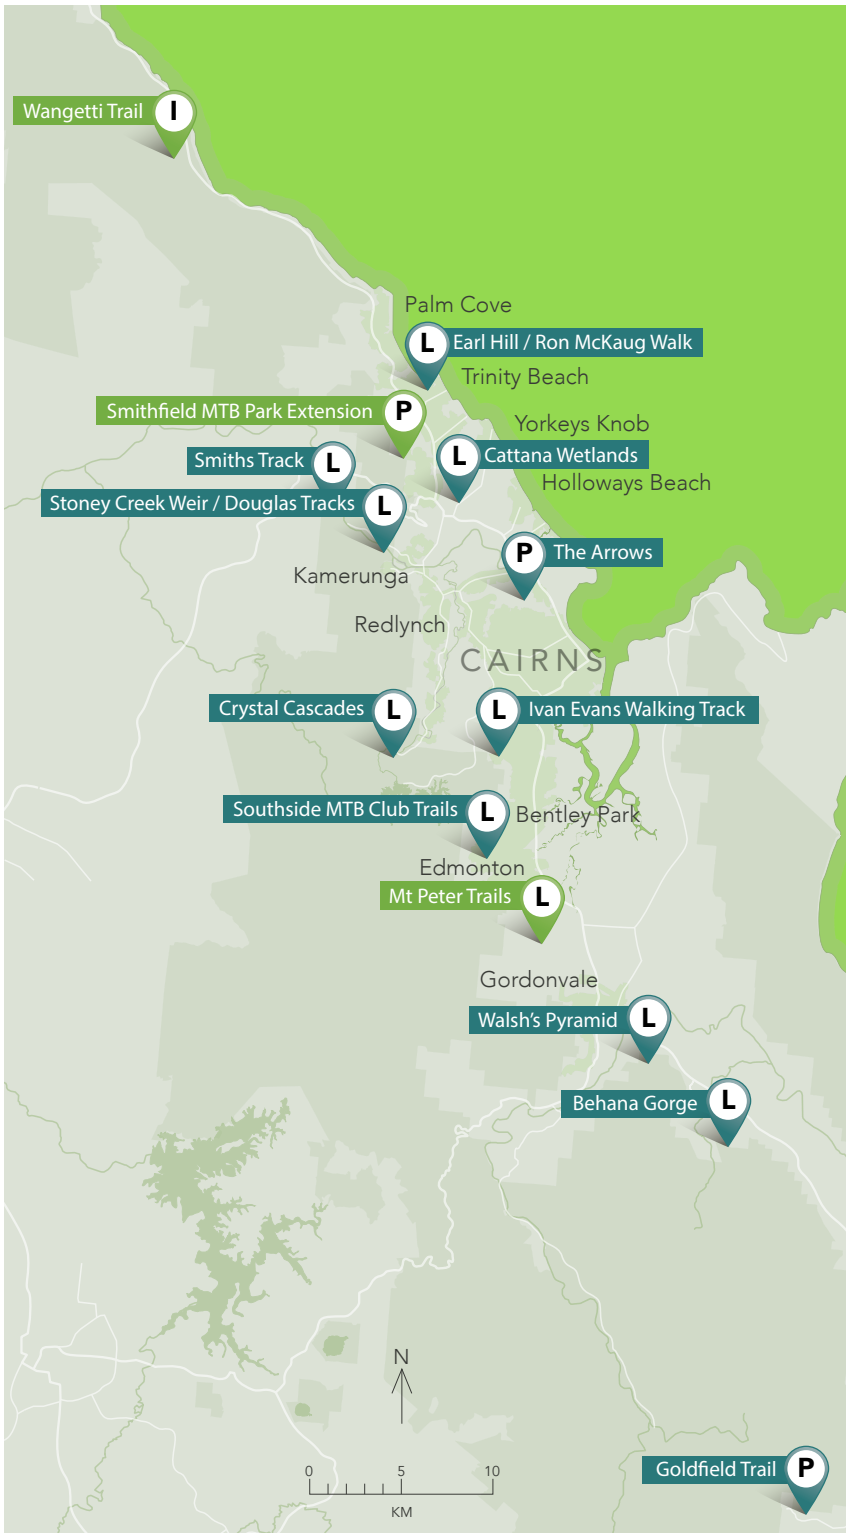 Wangetti Trail I
Palm Cove
L Earl Hill / Ron McKaug Walk
Trinity Beach
Smithfield MTB Park Extension P
Yorkeys Knob
Smiths Track L
L Cattana Wetlands
Holloways Beach
Stoney Creek Weir / Douglas Tracks L
P The Arrows
Kamerunga
Redlynch
CAIRNS
Crystal Cascades L
L Ivan Evans Walking Track
Southside MTB Club Trails L
Bentley Park
Edmonton
Mt Peter Trails L
Gordonvale
Walsh's Pyramid L
Behana Gorge L
N
Goldfield Trail P
0 5 10
KM